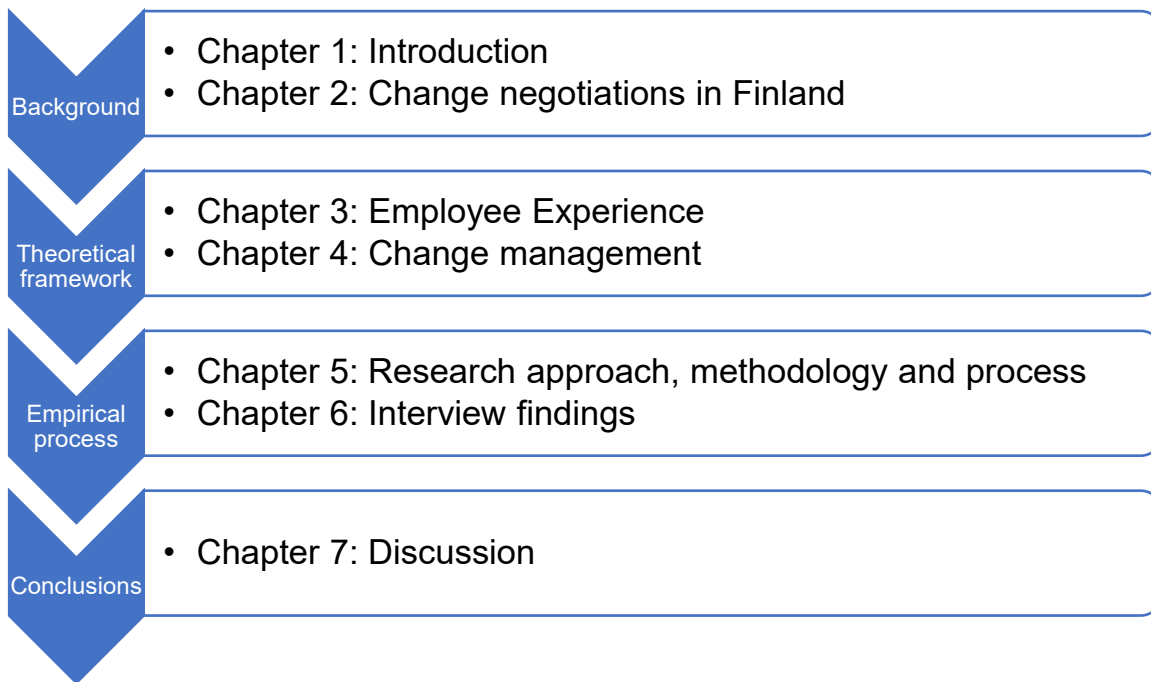 Background
• Chapter 1: Introduction
• Chapter 2: Change negotiations in Finland
Theoretical
framework
• Chapter 3: Employee Experience
• Chapter 4: Change management
Empirical
process
• Chapter 5: Research approach, methodology and process
• Chapter 6: Interview findings
Conclusions
• Chapter 7: Discussion